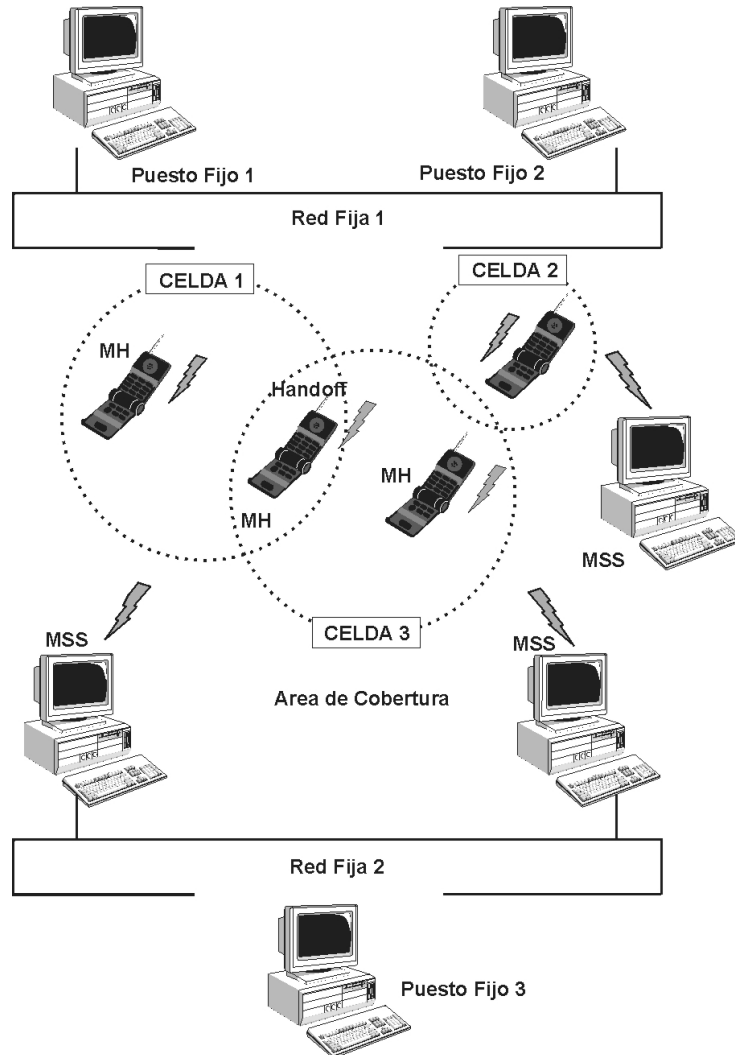 Puesto Fijo 1
Puesto Fijo 2
Red Fija 1
CELDA 1
CELDA 2
MH
Handoff
MH
MH
MSS
CELDA 3
MSS
MSS
Area de Cobertura
Red Fija 2
Puesto Fijo 3